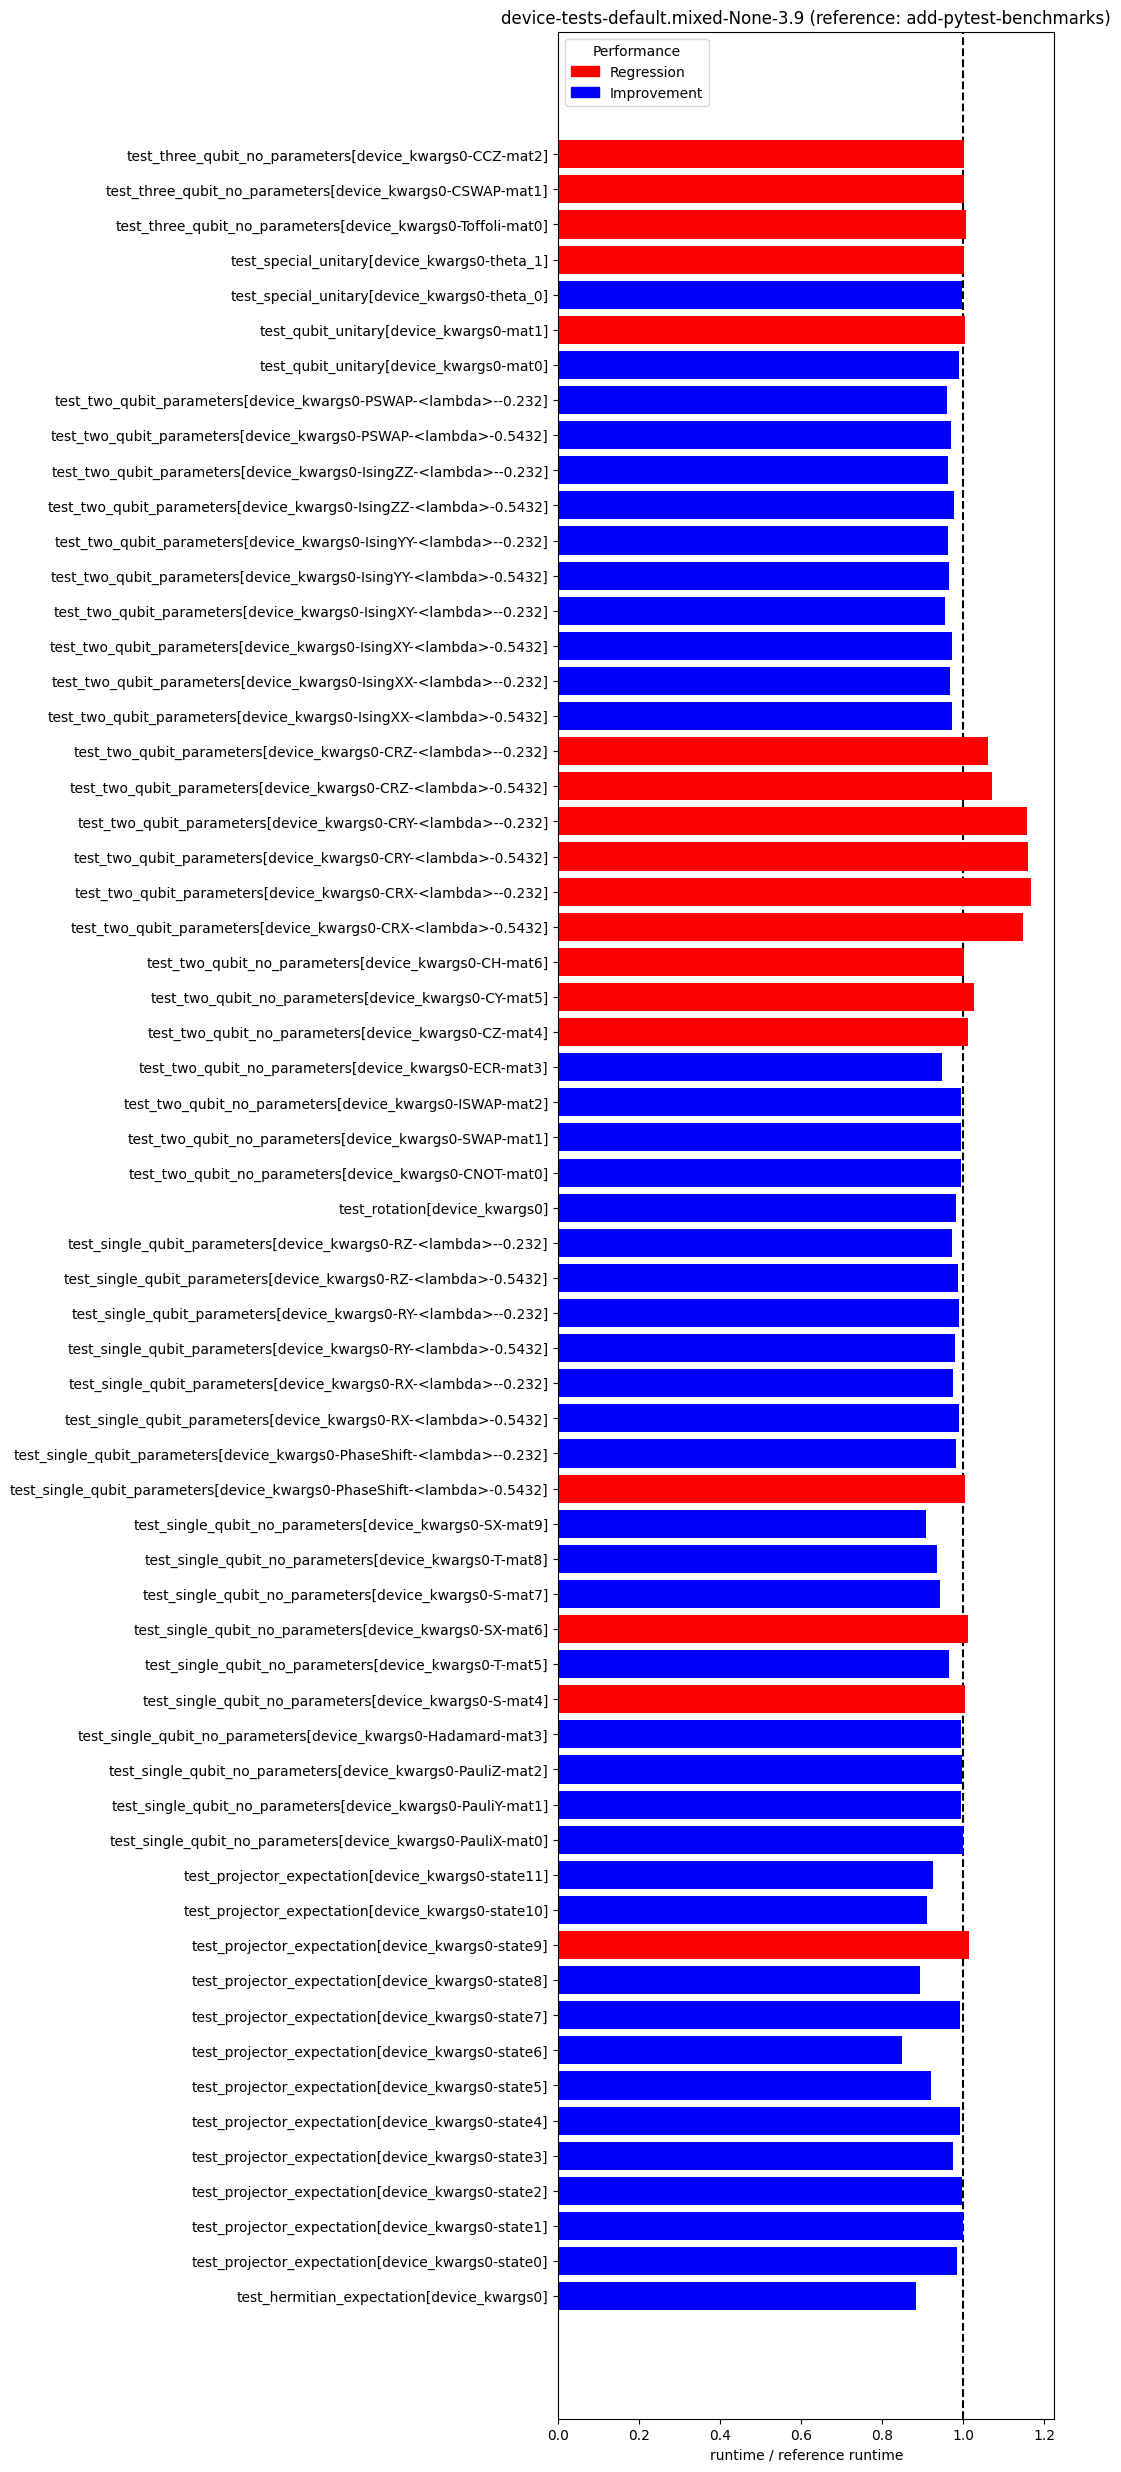 device-tests-default.mixed-None-3.9 (reference: add-pytest-benchmarks)
Performance
Regression
Improvement
test_three_qubit_no_parameters[device_kwargs0-CCZ-mat2]
test_three_qubit_no_parameters[device_kwargs0-CSWAP-mat1]
test_three_qubit_no_parameters[device_kwargs0-Toffoli-mat0]
test_special_unitary[device_kwargs0-theta_1]
test_special_unitary[device_kwargs0-theta_0]
test_qubit_unitary[device_kwargs0-mat1]
test_qubit_unitary[device_kwargs0-mat0]
test_two_qubit_parameters[device_kwargs0-PSWAP-<lambda>--0.232]
test_two_qubit_parameters[device_kwargs0-PSWAP-<lambda>-0.5432]
test_two_qubit_parameters[device_kwargs0-IsingZZ-<lambda>--0.232]
test_two_qubit_parameters[device_kwargs0-IsingZZ-<lambda>-0.5432]
test_two_qubit_parameters[device_kwargs0-IsingYY-<lambda>--0.232]
test_two_qubit_parameters[device_kwargs0-IsingYY-<lambda>-0.5432]
test_two_qubit_parameters[device_kwargs0-IsingXY-<lambda>--0.232]
test_two_qubit_parameters[device_kwargs0-IsingXY-<lambda>-0.5432]
test_two_qubit_parameters[device_kwargs0-IsingXX-<lambda>--0.232]
test_two_qubit_parameters[device_kwargs0-IsingXX-<lambda>-0.5432]
test_two_qubit_parameters[device_kwargs0-CRZ-<lambda>--0.232]
test_two_qubit_parameters[device_kwargs0-CRZ-<lambda>-0.5432]
test_two_qubit_parameters[device_kwargs0-CRY-<lambda>--0.232]
test_two_qubit_parameters[device_kwargs0-CRY-<lambda>-0.5432]
test_two_qubit_parameters[device_kwargs0-CRX-<lambda>--0.232]
test_two_qubit_parameters[device_kwargs0-CRX-<lambda>-0.5432]
test_two_qubit_no_parameters[device_kwargs0-CH-mat6]
test_two_qubit_no_parameters[device_kwargs0-CY-mat5]
test_two_qubit_no_parameters[device_kwargs0-CZ-mat4]
test_two_qubit_no_parameters[device_kwargs0-ECR-mat3]
test_two_qubit_no_parameters[device_kwargs0-ISWAP-mat2]
test_two_qubit_no_parameters[device_kwargs0-SWAP-mat1]
test_two_qubit_no_parameters[device_kwargs0-CNOT-mat0]
test_rotation[device_kwargs0]
test_single_qubit_parameters[device_kwargs0-RZ-<lambda>--0.232]
test_single_qubit_parameters[device_kwargs0-RZ-<lambda>-0.5432]
test_single_qubit_parameters[device_kwargs0-RY-<lambda>--0.232]
test_single_qubit_parameters[device_kwargs0-RY-<lambda>-0.5432]
test_single_qubit_parameters[device_kwargs0-RX-<lambda>--0.232]
test_single_qubit_parameters[device_kwargs0-RX-<lambda>-0.5432]
test_single_qubit_parameters[device_kwargs0-PhaseShift-<lambda>--0.232]
test_single_qubit_parameters[device_kwargs0-PhaseShift-<lambda>-0.5432]
test_single_qubit_no_parameters[device_kwargs0-SX-mat9]
test_single_qubit_no_parameters[device_kwargs0-T-mat8]
test_single_qubit_no_parameters[device_kwargs0-S-mat7]
test_single_qubit_no_parameters[device_kwargs0-SX-mat6]
test_single_qubit_no_parameters[device_kwargs0-T-mat5]
test_single_qubit_no_parameters[device_kwargs0-S-mat4]
test_single_qubit_no_parameters[device_kwargs0-Hadamard-mat3]
test_single_qubit_no_parameters[device_kwargs0-PauliZ-mat2]
test_single_qubit_no_parameters[device_kwargs0-PauliY-mat1]
test_single_qubit_no_parameters[device_kwargs0-PauliX-mat0]
test_projector_expectation[device_kwargs0-state11]
test_projector_expectation[device_kwargs0-state10]
test_projector_expectation[device_kwargs0-state9]
test_projector_expectation[device_kwargs0-state8]
test_projector_expectation[device_kwargs0-state7]
test_projector_expectation[device_kwargs0-state6]
test_projector_expectation[device_kwargs0-state5]
test_projector_expectation[device_kwargs0-state4]
test_projector_expectation[device_kwargs0-state3]
test_projector_expectation[device_kwargs0-state2]
test_projector_expectation[device_kwargs0-state1]
test_projector_expectation[device_kwargs0-state0]
test_hermitian_expectation[device_kwargs0]
0.0 0.2 0.4 0.6 0.8 1.0 1.2
runtime / reference runtime